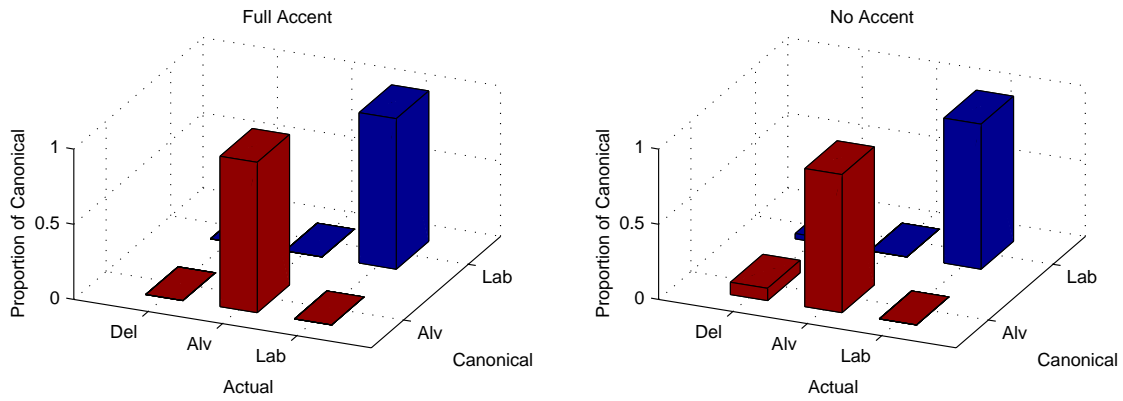 Full Accent
1
0.5
0
Proportion of Canonical
Del
Alv
Lab
Actual
Alv
Lab
Canonical
No Accent
1
0.5
0
Proportion of Canonical
Del
Alv
Lab
Actual
Alv
Lab
Canonical